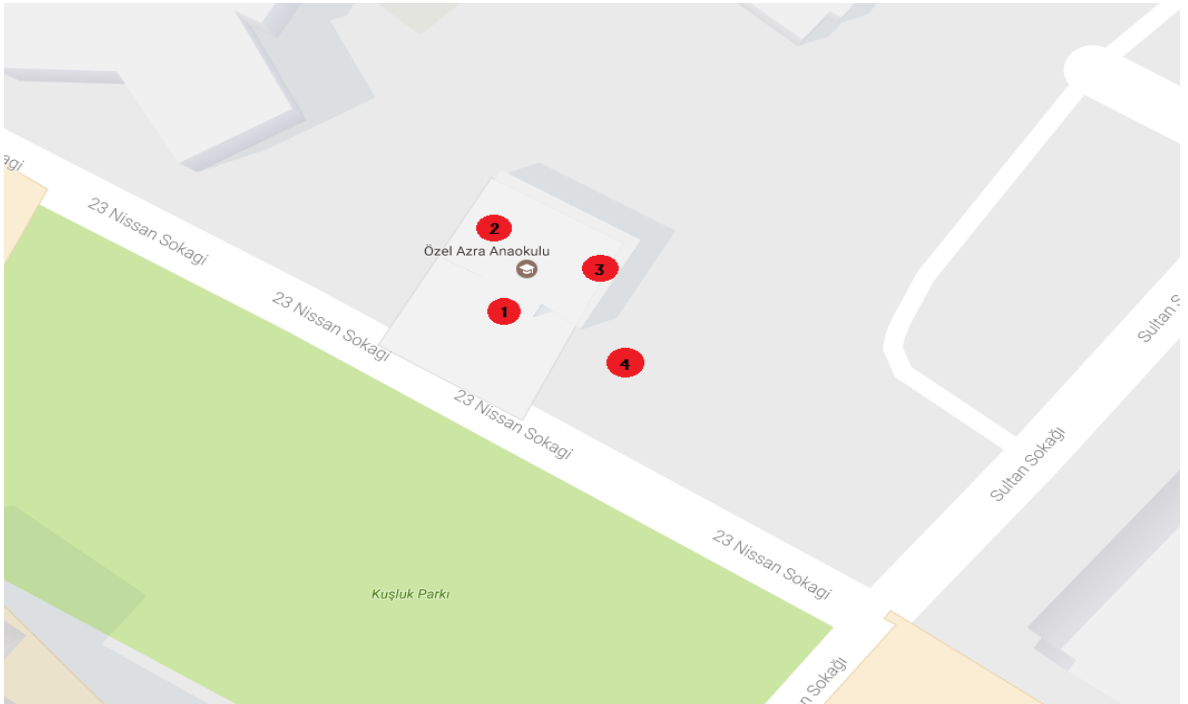 agi
23 Nissan Sokagi
2
Özel Azra Anaokulu
3
1
23 Nissan Sokagi
Sultan S
4
23 Nissan Sokagi
Sultan Sokağı
23 Nissan Sokagi
Kuşluk Parkı
n Sokağı